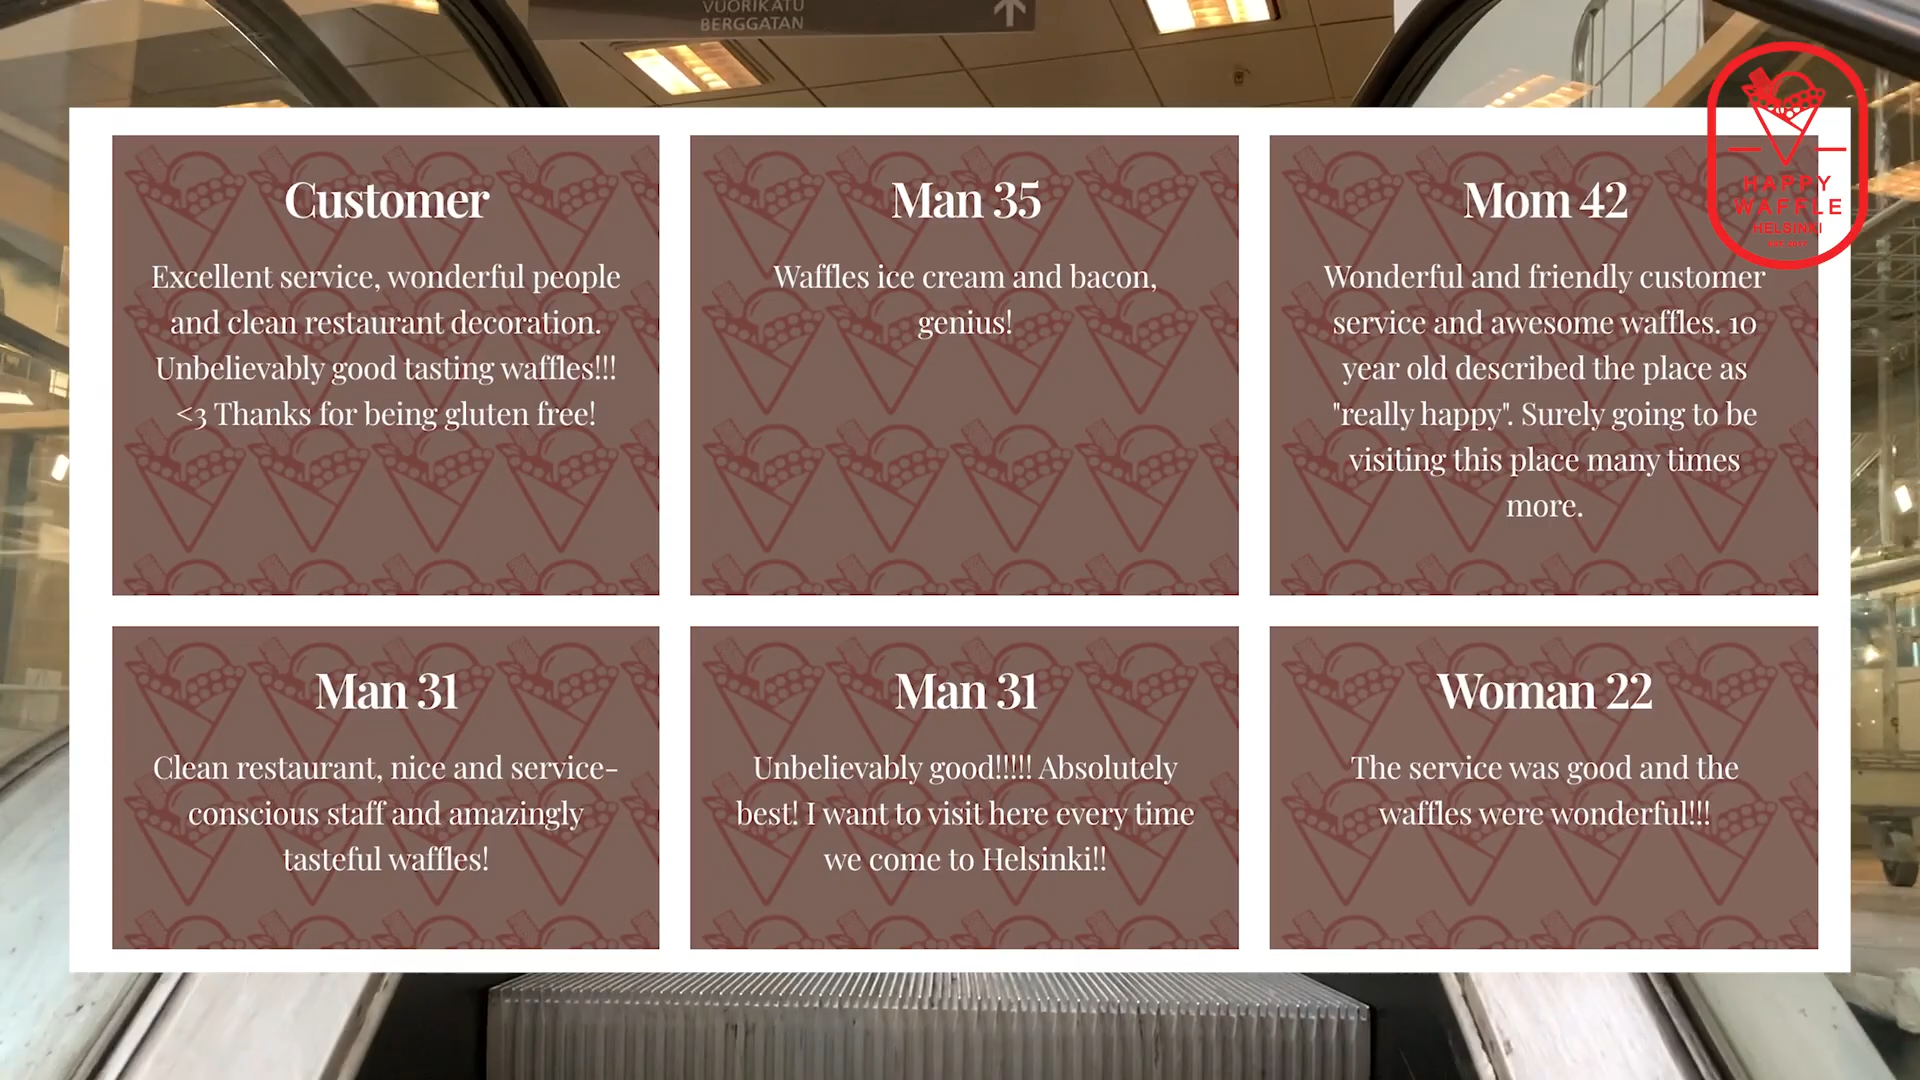 VUORIKATU
BERGGATAN
HAPPY
WAFFLE
HELSINKI
Customer
Excellent service, wonderful people
and clean restaurant decoration.
Unbelievably good tasting waffles!!!
<3 Thanks for being gluten free!
Man 35
Waffles ice cream and bacon,
genius!
Mom 42
Wonderful and friendly customer
service and awesome waffles. 10
year old described the place as
"really happy". Surely going to be
visiting this place many times
more.
Man 31
Clean restaurant, nice and service-
conscious staff and amazingly
tasteful waffles!
Man 31
Unbelievably good!!!!! Absolutely
best! I want to visit here every time
we come to Helsinki!!
Woman 22
The service was good and the
waffles were wonderful!!!